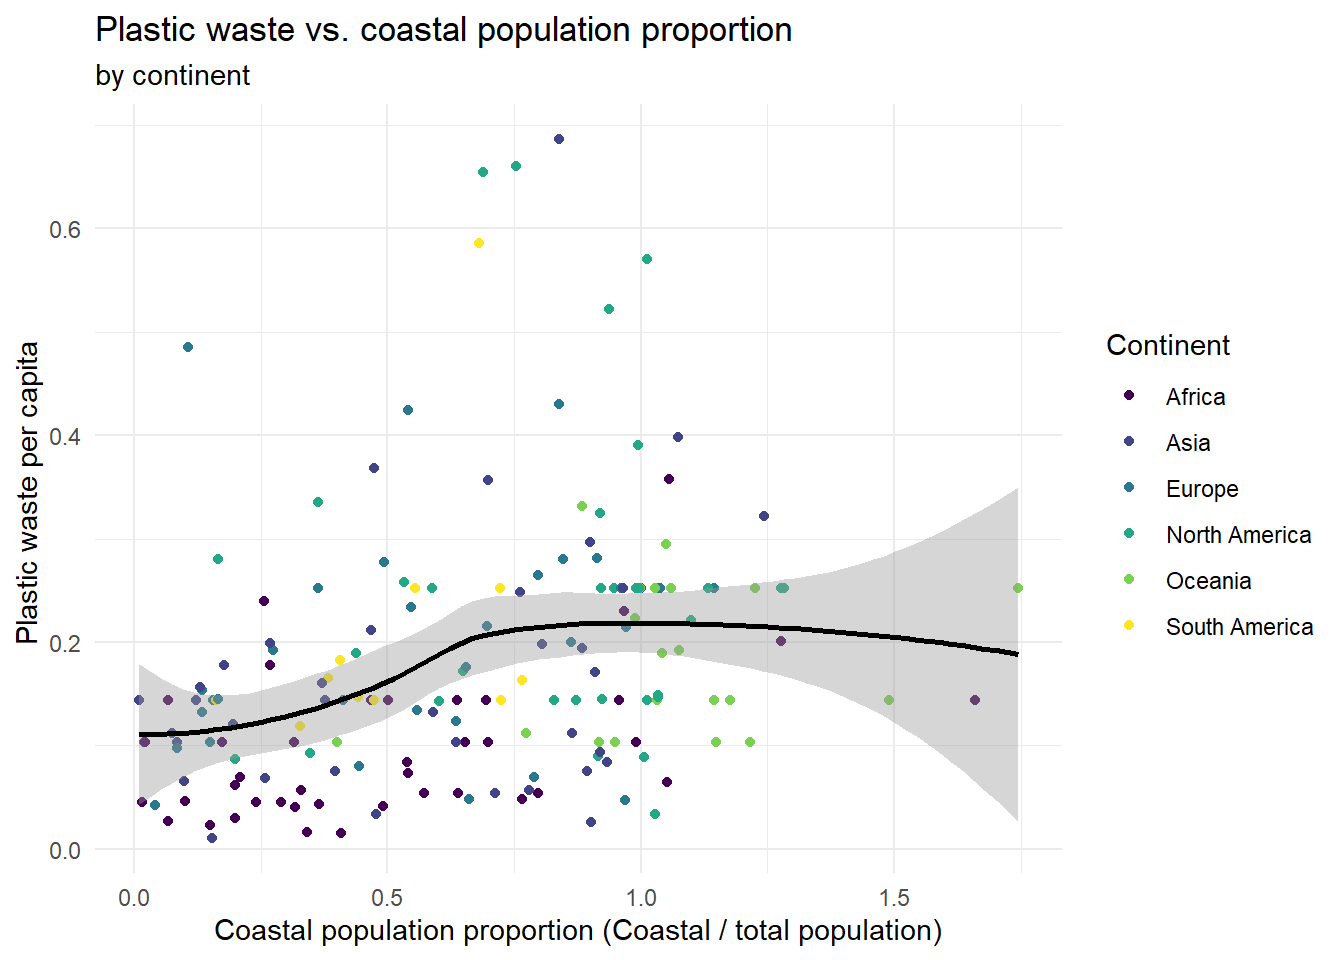 Plastic waste vs. coastal population proportion
by continent
Plastic waste per capita
0.6
0.4
0.2
0.0
0.0 0.5 1.0 1.5
Coastal population proportion (Coastal / total population)
Continent
Africa
Asia
Europe
North America
Oceania
South America